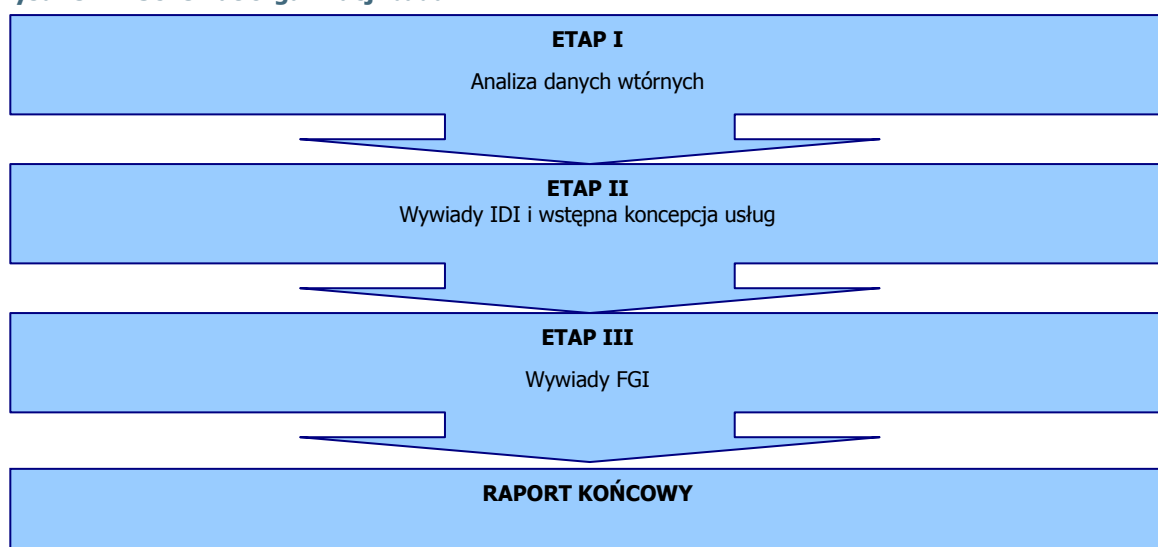 ETAP I
Analiza danych wtórnych
ETAP II
Wywiady IDI i wstępna koncepcja usług
ETAP III
Wywiady FGI
RAPORT KOŃCOWY